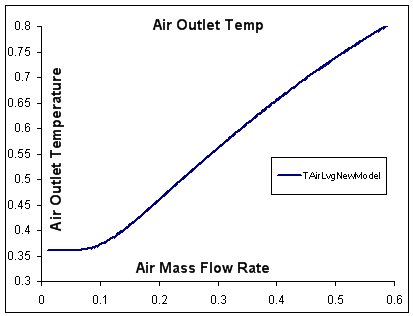 Air Outlet Temp
0.8
0.75
0.7
0.65
0.6
0.55
0.5
0.45
0.4
0.35
0.3
Air Outlet Temperature
TAirLvgNewModel
Air Mass Flow Rate
0 0.1 0.2 0.3 0.4 0.5 0.6